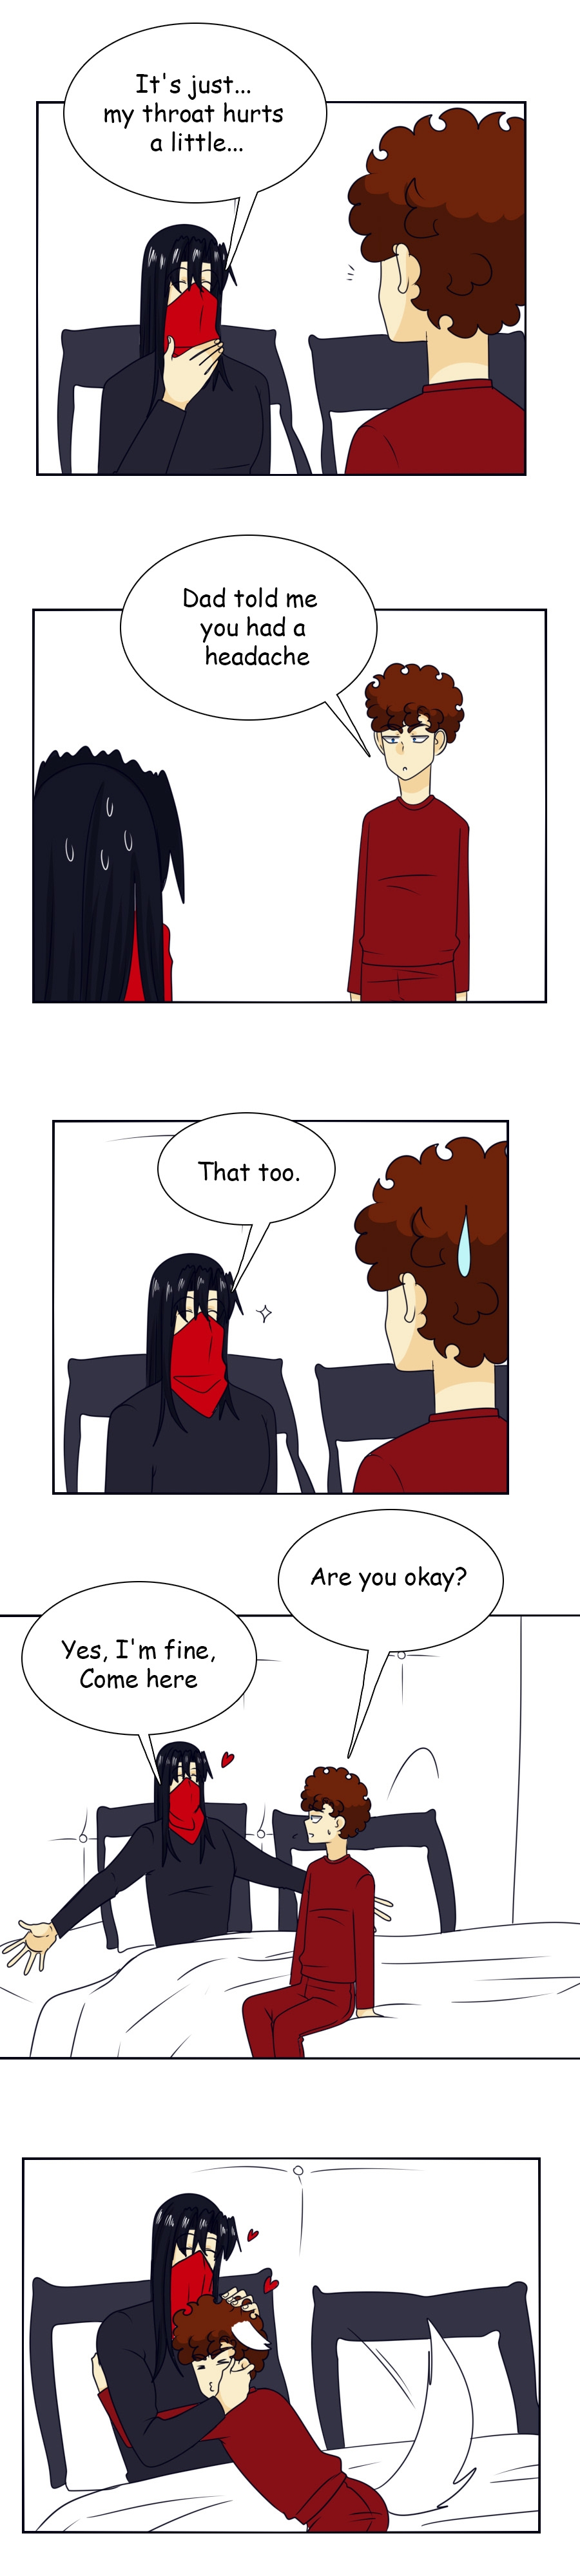 It's just...
my throat hurts
a little...
Dad told me
you had a
headache
That too.
Are you okay?
Yes, I'm fine,
Come here